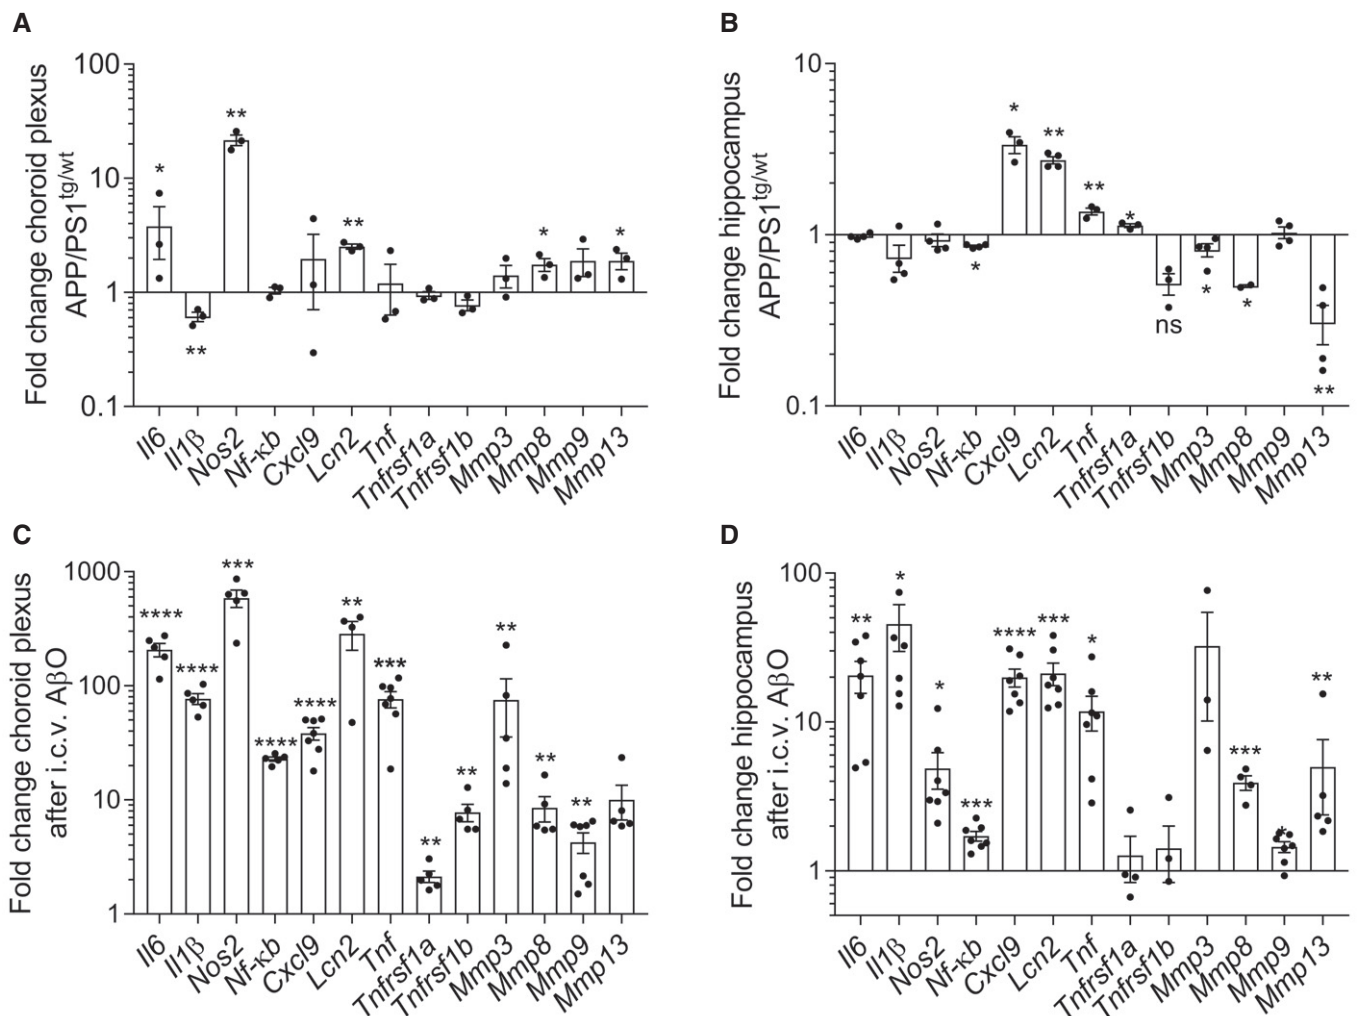 A
Fold change choroid plexus
APP/PS1tg/wt
100
10
1
0.1
*
**
**
**
*
*
Il6
Il1β
Nos2
Nf-κb
Cxcl9
Lcn2
Tnf
Tnfrsf1a
Tnfrsf1b
Mmp3
Mmp8
Mmp9
Mmp13
B
Fold change hippocampus
APP/PS1tg/wt
10
1
0.1
*
*
**
**
*
ns
*
*
**
Il6
Il1β
Nos2
Nf-κb
Cxcl9
Lcn2
Tnf
Tnfrsf1a
Tnfrsf1b
Mmp3
Mmp8
Mmp9
Mmp13
C
Fold change choroid plexus
after i.c.v. AβO
1000
100
10
1
****
****
***
****
****
**
***
**
**
**
**
**
Il6
Il1β
Nos2
Nf-κb
Cxcl9
Lcn2
Tnf
Tnfrsf1a
Tnfrsf1b
Mmp3
Mmp8
Mmp9
Mmp13
D
Fold change hippocampus
after i.c.v. AβO
100
10
1
**
*
*
***
****
***
*
***
*
**
Il6
Il1β
Nos2
Nf-κb
Cxcl9
Lcn2
Tnf
Tnfrsf1a
Tnfrsf1b
Mmp3
Mmp8
Mmp9
Mmp13